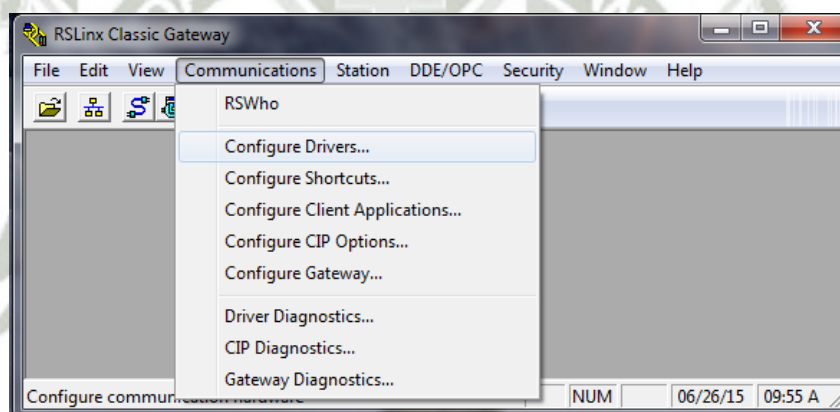 RSLinx Classic Gateway
File Edit View Communications Station DDE/OPC Security Window Help
RSWho
Configure Drivers...
Configure Shortcuts...
Configure Client Applications...
Configure CIP Options...
Configure Gateway...
Driver Diagnostics...
CIP Diagnostics...
Gateway Diagnostics...
Configure NUM 06/26/15 09:55 A